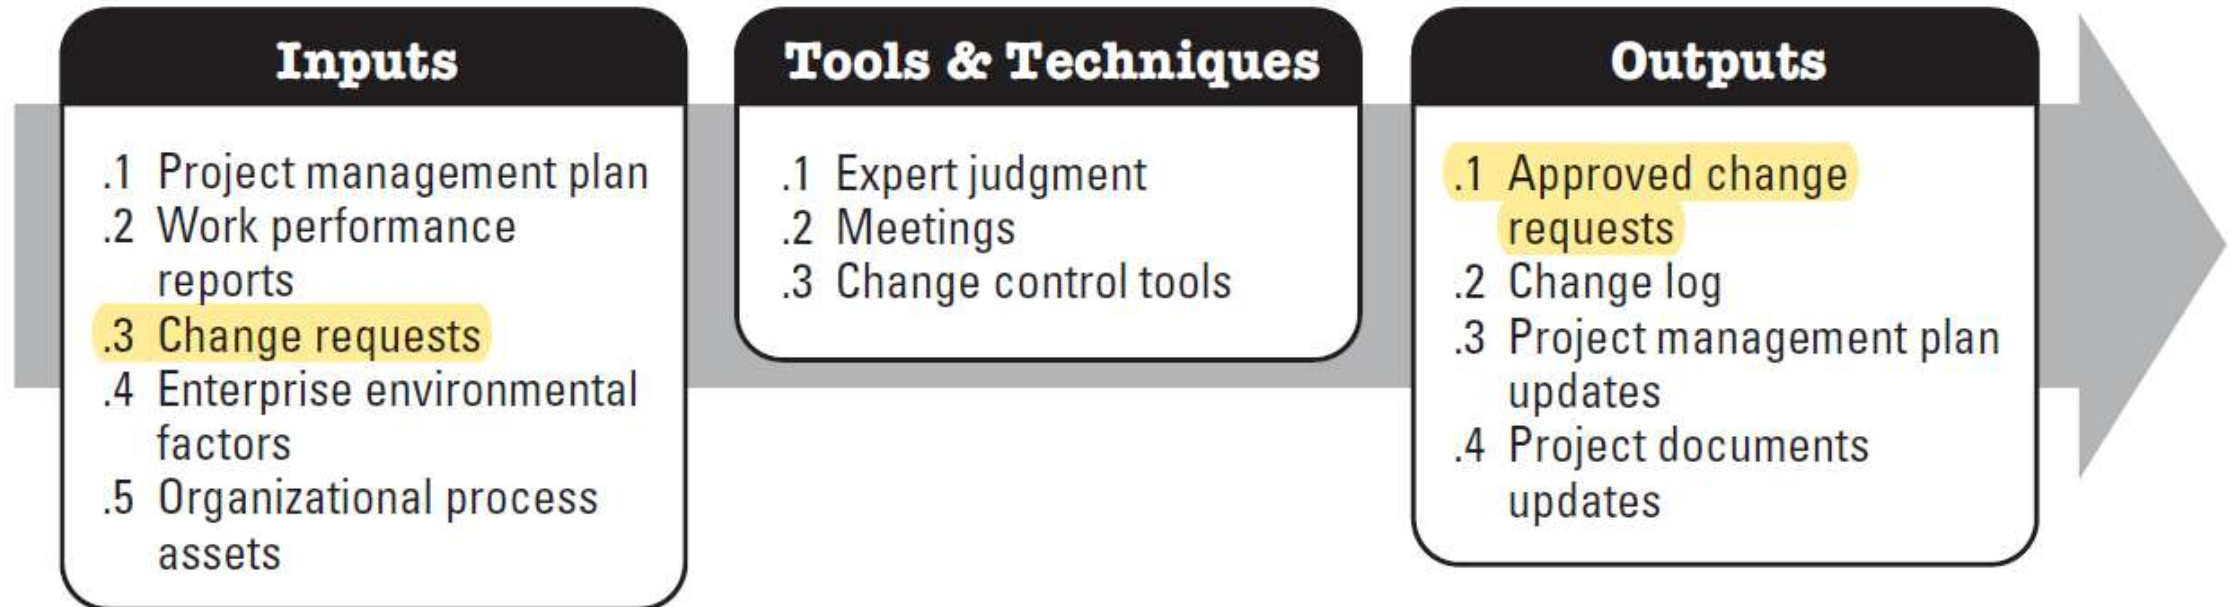 Inputs
.1 Project management plan
.2 Work performance
reports
.3 Change requests
.4 Enterprise environmental
factors
.5 Organizational process
assets
Tools & Techniques
.1 Expert judgment
.2 Meetings
.3 Change control tools
Outputs
.1 Approved change
requests
.2 Change log
.3 Project management plan
updates
.4 Project documents
updates